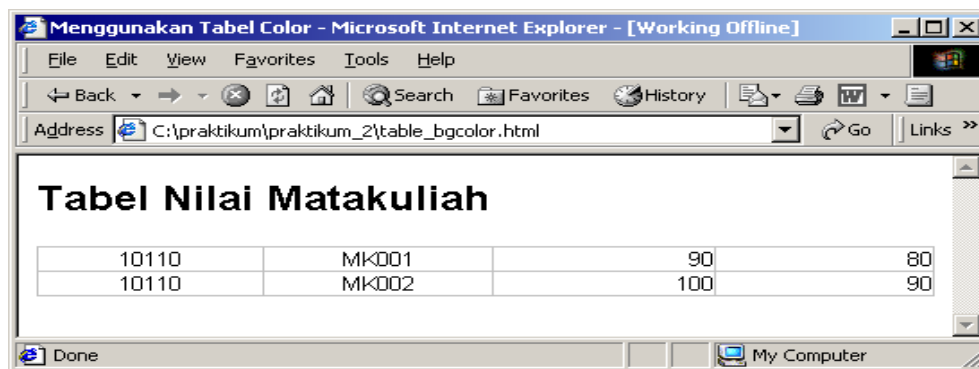 Menggunakan Tabel Color - Microsoft Internet Explorer - [Working Offline]
File Edit View Favorites Tools Help
Back Search Favorites History
Address C:\praktikum\praktikum_2\table_bgcolor.html Go Links »
Tabel Nilai Matakuliah
10110 MK001 90 80
10110 MK002 100 90
Done My Computer